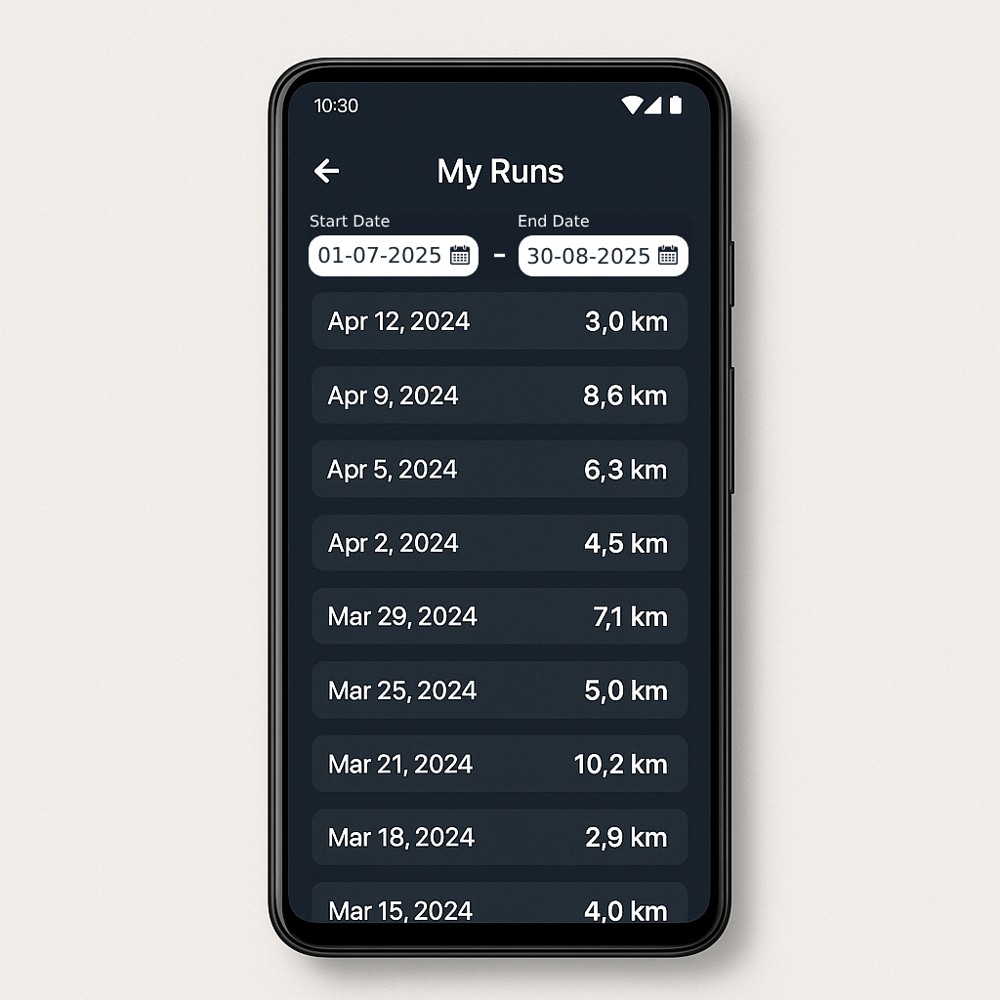 10:30
My Runs
Start Date End Date
01-07-2025 – 30-08-2025
Apr 12, 2024 3,0 km
Apr 9, 2024 8,6 km
Apr 5, 2024 6,3 km
Apr 2, 2024 4,5 km
Mar 29, 2024 7,1 km
Mar 25, 2024 5,0 km
Mar 21, 2024 10,2 km
Mar 18, 2024 2,9 km
Mar 15, 2024 4,0 km